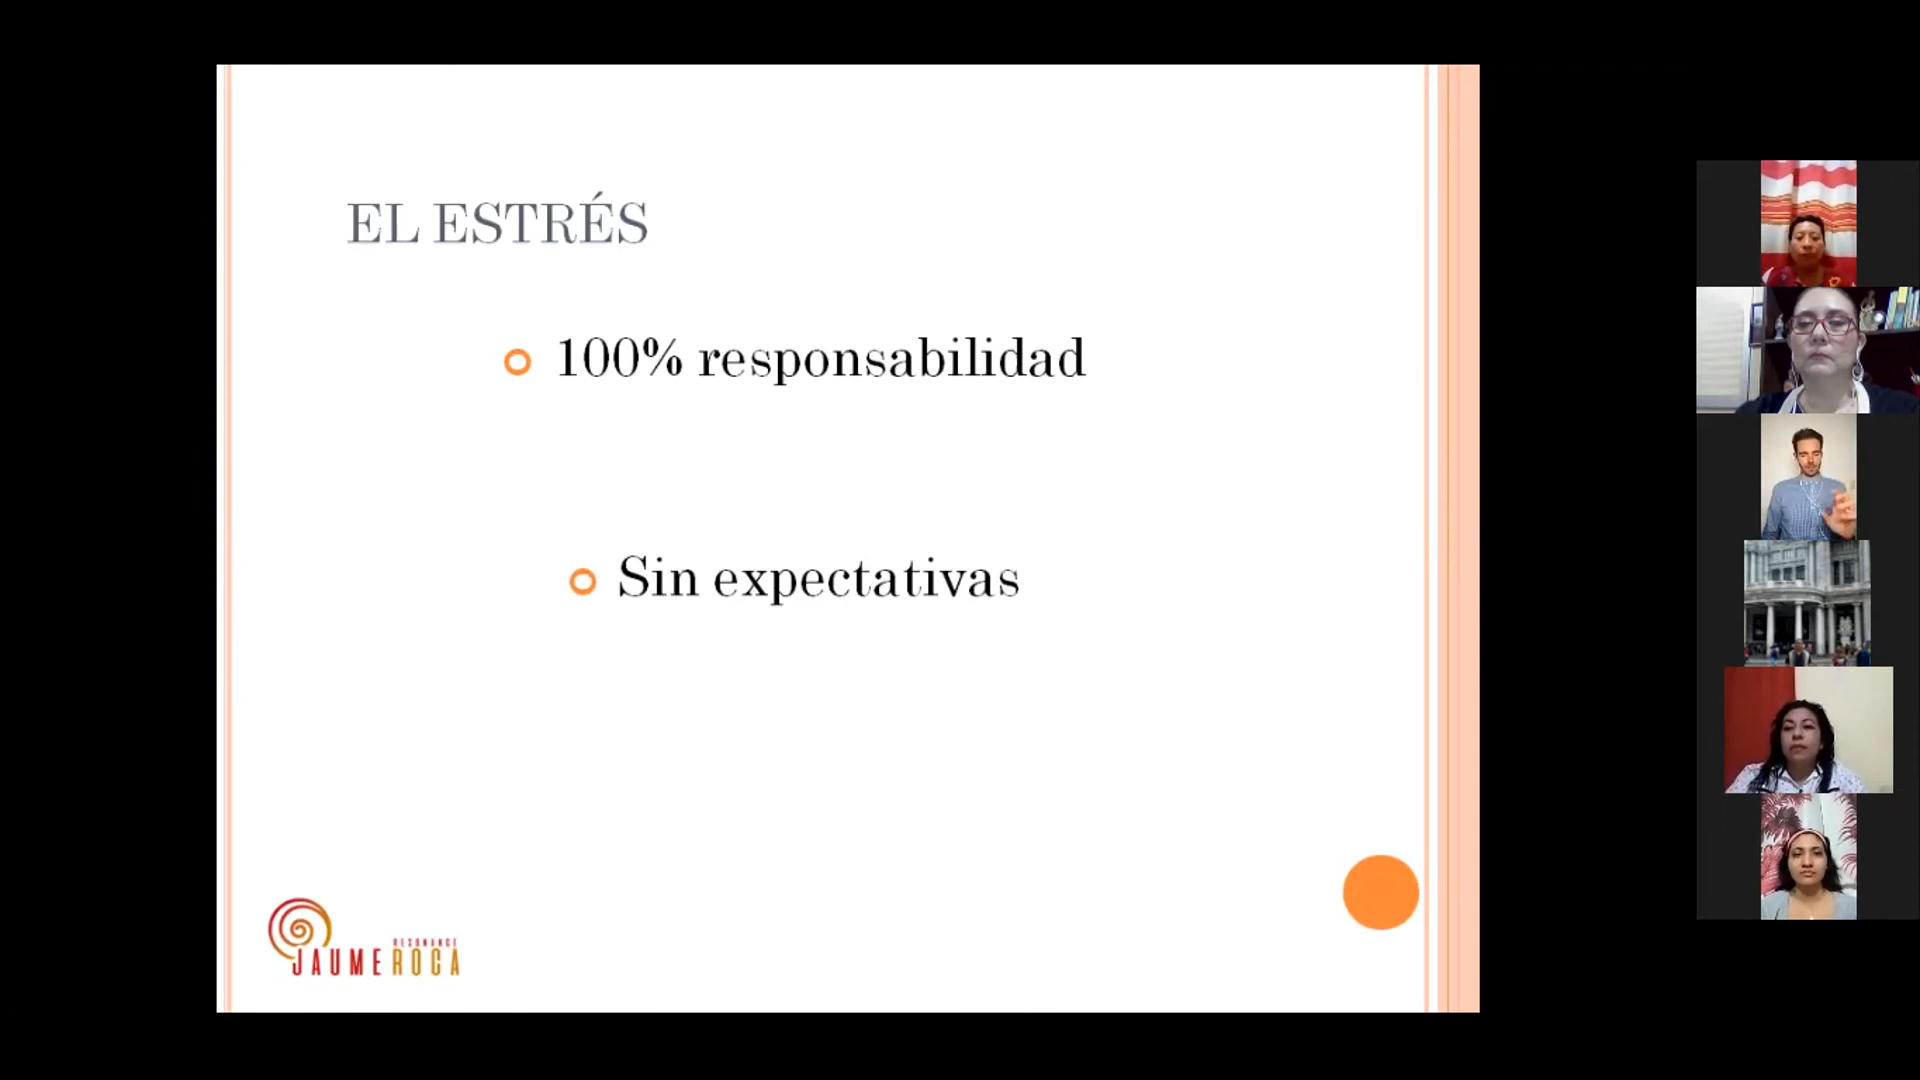 EL ESTRÉS
100% responsabilidad
Sin expectativas
RESONANCE
JAUME ROCA